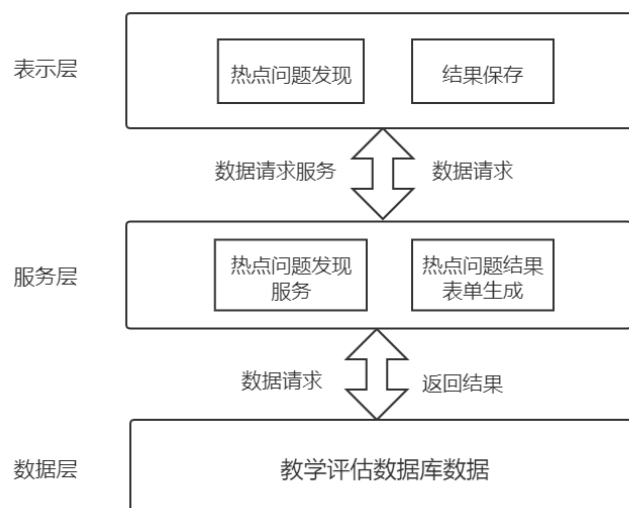 表示层
热点问题发现
结果保存
数据请求服务
数据请求
服务层
热点问题发现
服务
热点问题结果
表单生成
数据请求
返回结果
数据层
教学评估数据库数据